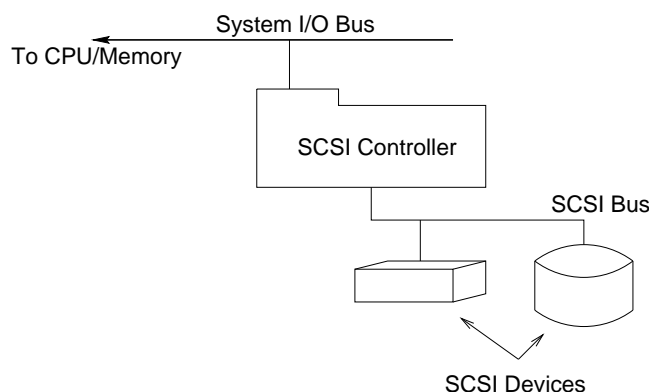 System I/O Bus
To CPU/Memory
SCSI Controller
SCSI Bus
SCSI Devices